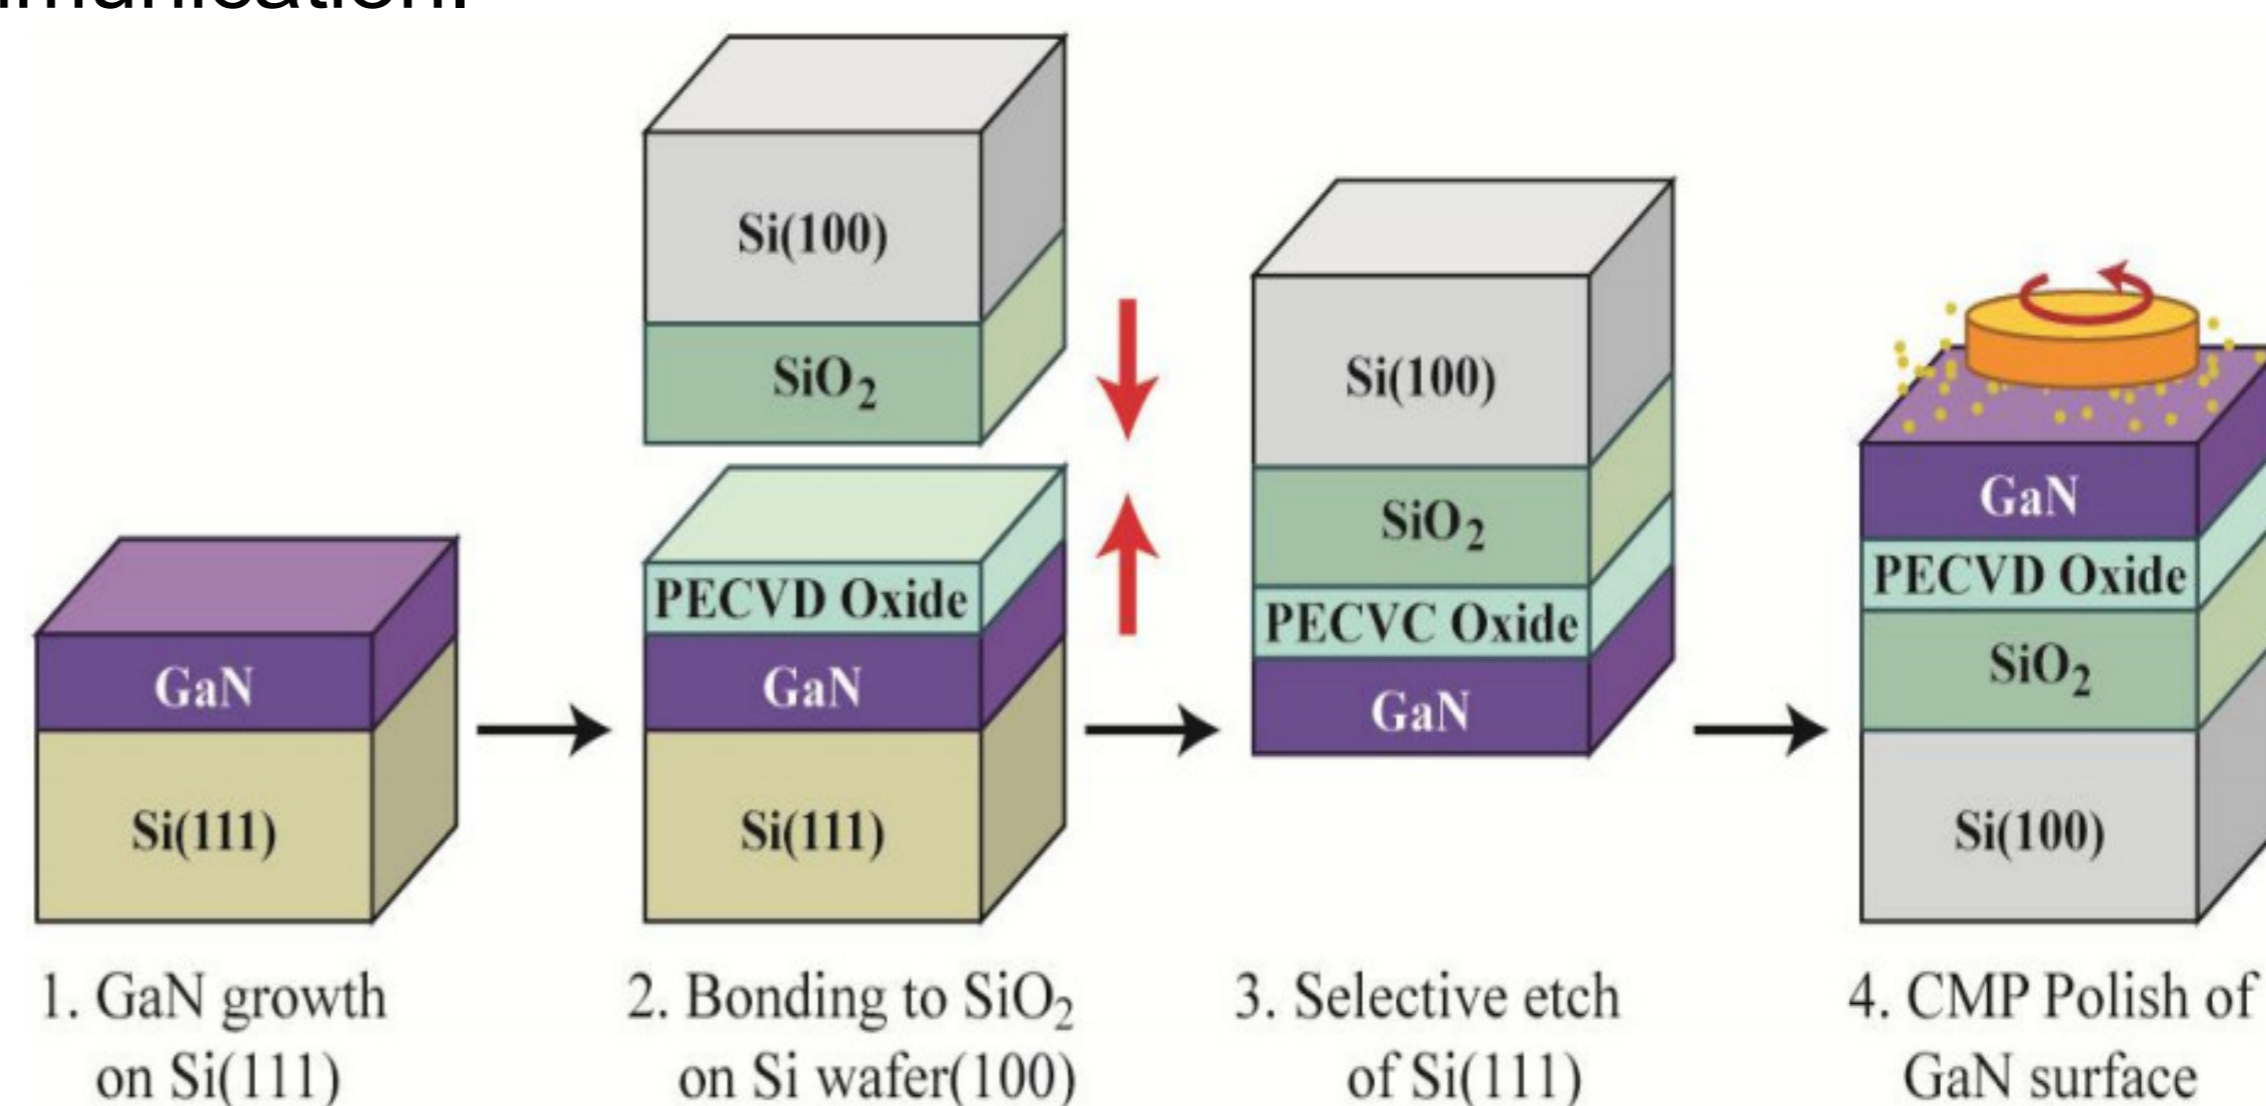 Si(100)
SiO₂
PECVD Oxide
GaN
Si(111)
GaN
Si(111)
Si(100)
SiO₂
PECVC Oxide
GaN
GaN
PECVD Oxide
SiO₂
Si(100)
1. GaN growth
on Si(111)
2. Bonding to SiO₂
on Si wafer(100)
3. Selective etch
of Si(111)
4. CMP Polish of
GaN surface